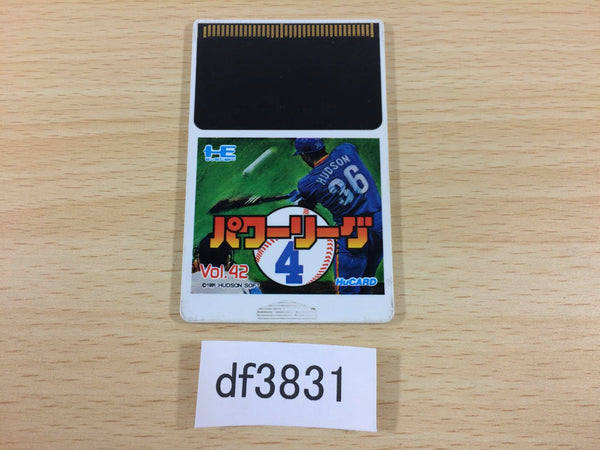 HE
HUDSON
36
パワーリーグ
4
Vol.42
©1991 HUDSON SOFT
HuCARD
df3831